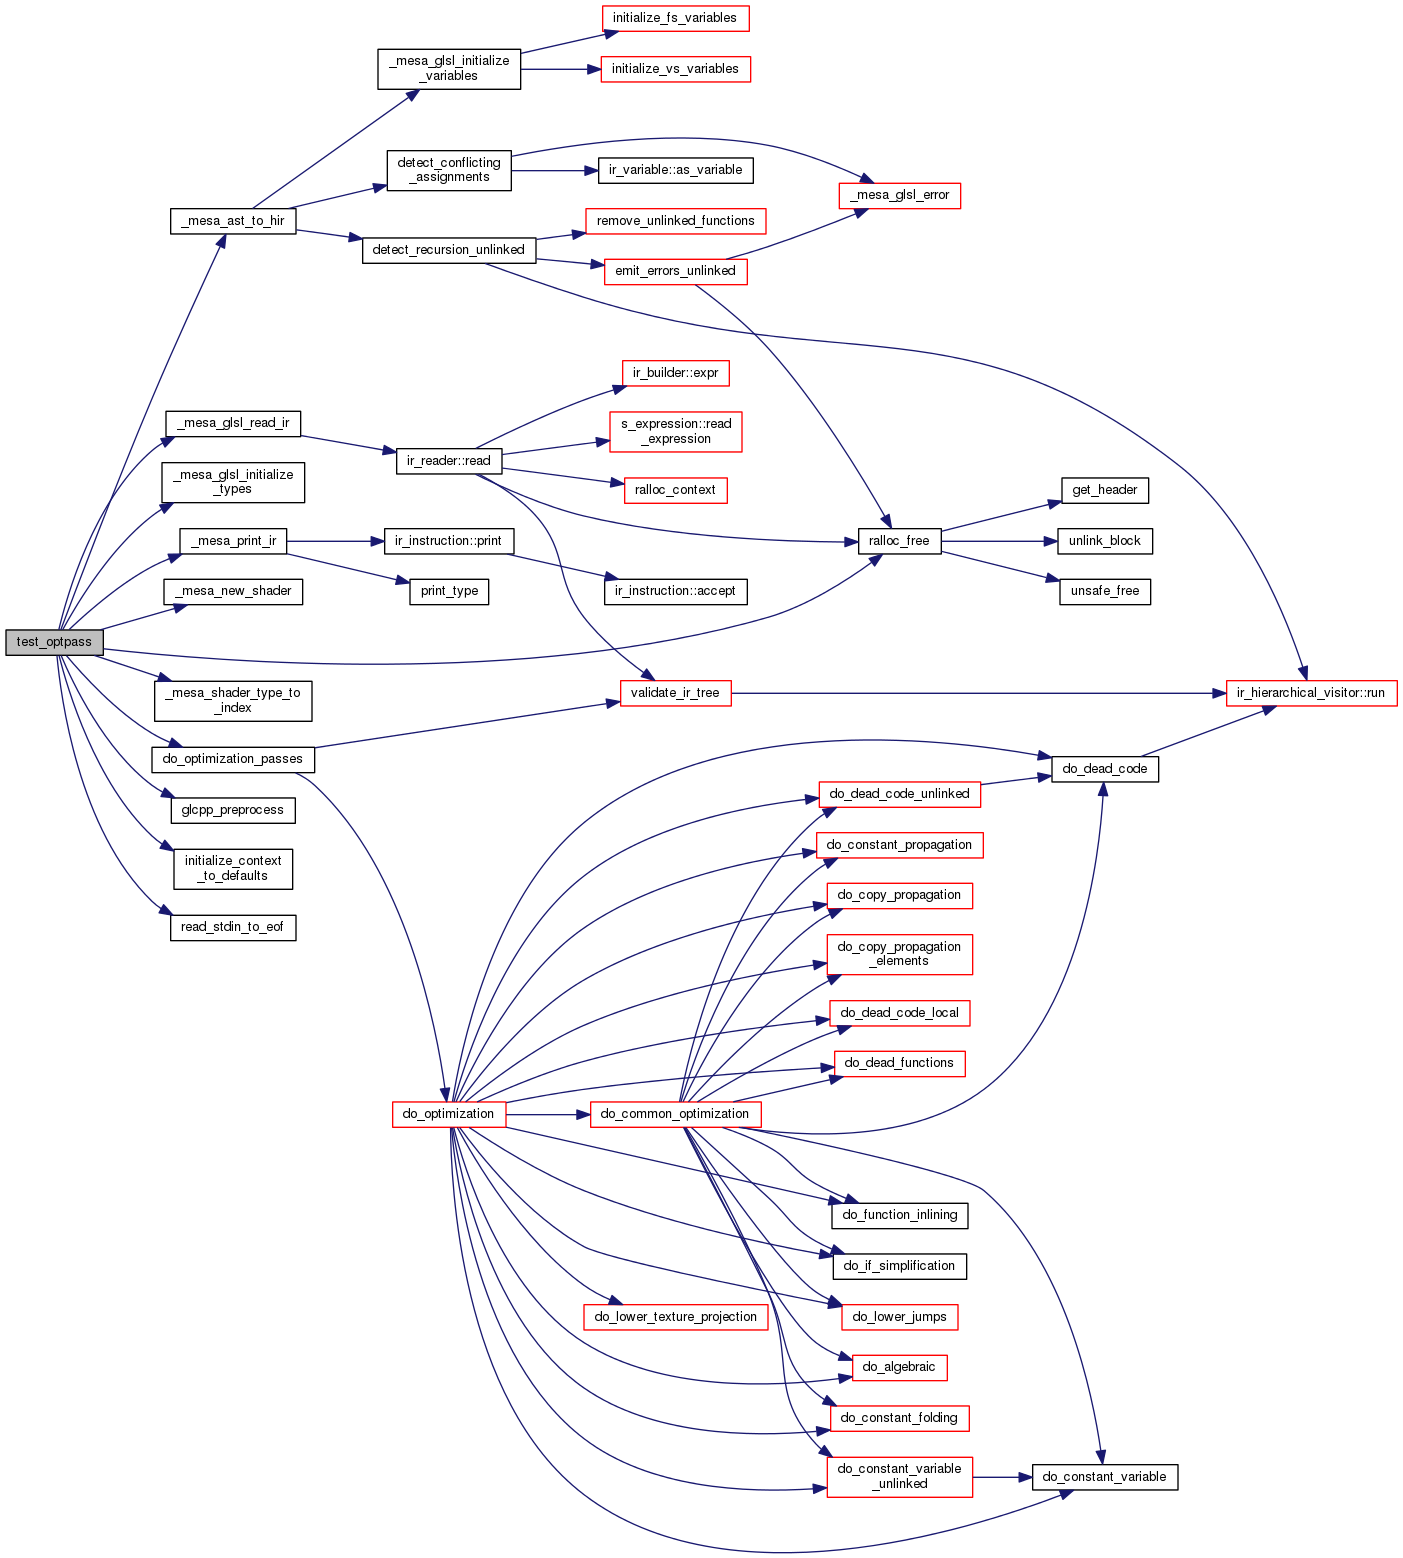 initialize_fs_variables
_mesa_glsl_initialize
_variables
initialize_vs_variables
detect_conflicting
_assignments
ir_variable::as_variable
_mesa_glsl_error
_mesa_ast_to_hir
remove_unlinked_functions
detect_recursion_unlinked
emit_errors_unlinked
ir_builder::expr
_mesa_glsl_read_ir
s_expression::read
_expression
ir_reader::read
_mesa_glsl_initialize
_types
ralloc_context
get_header
_mesa_print_ir
ir_instruction::print
ralloc_free
unlink_block
_mesa_new_shader
print_type
ir_instruction::accept
unsafe_free
test_optpass
_mesa_shader_type_to
_index
validate_ir_tree
ir_hierarchical_visitor::run
do_optimization_passes
do_dead_code
do_dead_code_unlinked
glcpp_preprocess
do_constant_propagation
initialize_context
_to_defaults
do_copy_propagation
read_stdin_to_eof
do_copy_propagation
_elements
do_dead_code_local
do_dead_functions
do_optimization
do_common_optimization
do_function_inlining
do_if_simplification
do_lower_texture_projection
do_lower_jumps
do_algebraic
do_constant_folding
do_constant_variable
_unlinked
do_constant_variable